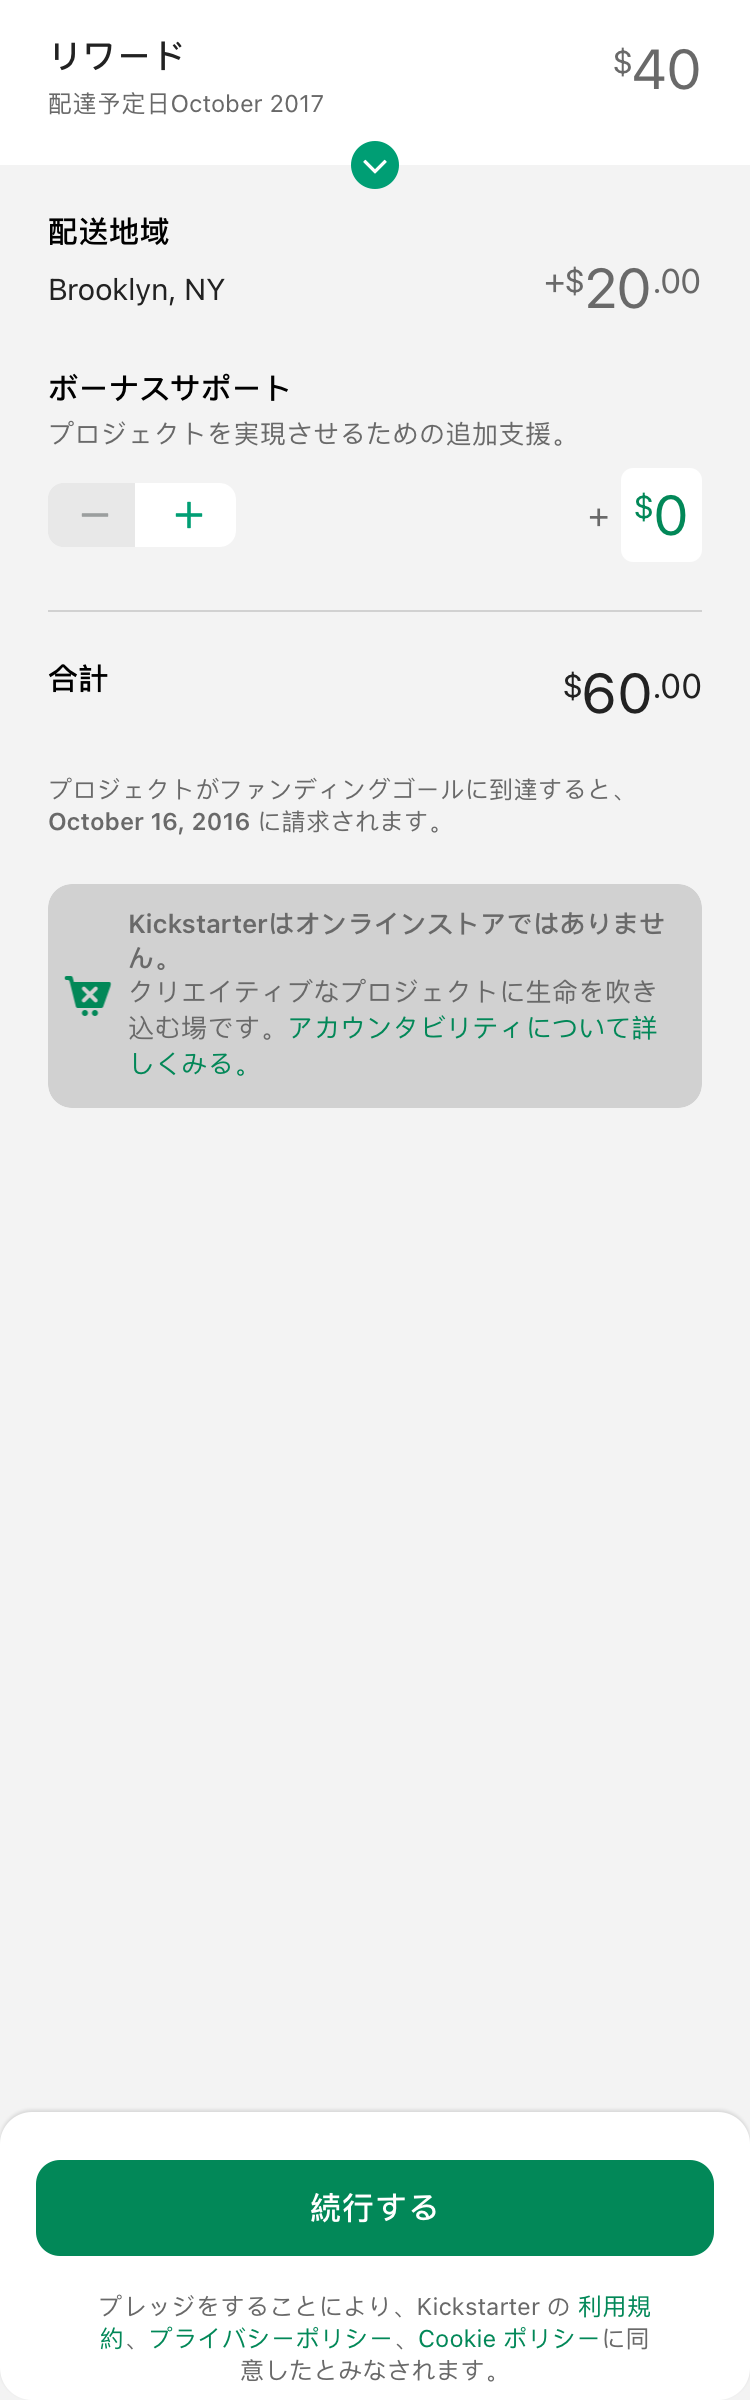 リワード
$40
配達予定日October 2017
配送地域
Brooklyn, NY
+$20.00
ボーナスサポート
プロジェクトを実現させるための追加支援。
− +
+ $0
合計
$60.00
プロジェクトがファンディングゴールに到達すると、
October 16, 2016 に請求されます。
Kickstarterはオンラインストアではありませ
ん。
クリエイティブなプロジェクトに生命を吹き
込む場です。アカウンタビリティについて詳
しくみる。
続行する
プレッジをすることにより、Kickstarter の 利用規
約、プライバシーポリシー、Cookie ポリシーに同
意したとみなされます。